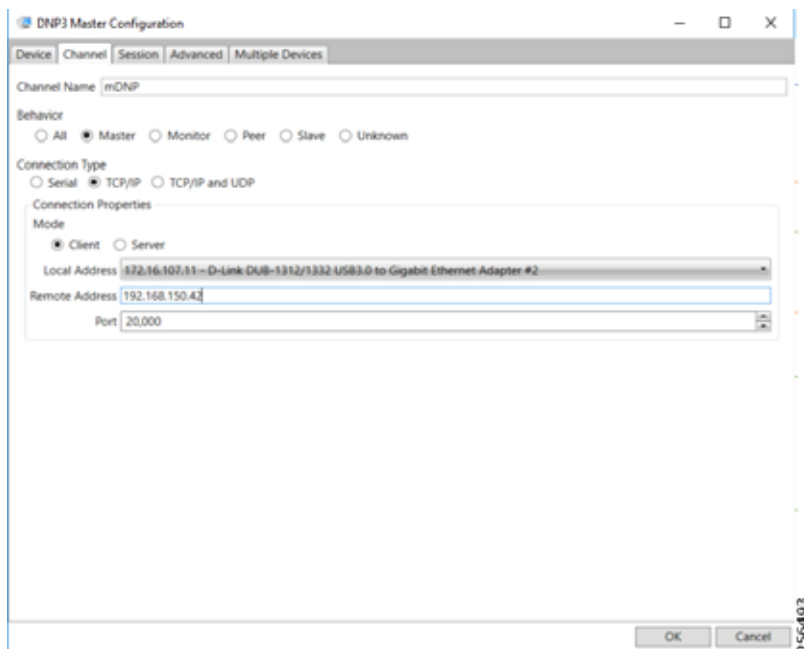 DNP3 Master Configuration
Device Channel Session Advanced Multiple Devices
Channel Name mDNP
Behavior
All Master Monitor Peer Slave Unknown
Connection Type
Serial TCP/IP TCP/IP and UDP
Connection Properties
Mode
Client Server
Local Address 172.16.107.11 - D-Link DUB-1312/1332 USB3.0 to Gigabit Ethernet Adapter #2
Remote Address 192.168.150.42
Port 20,000
OK Cancel